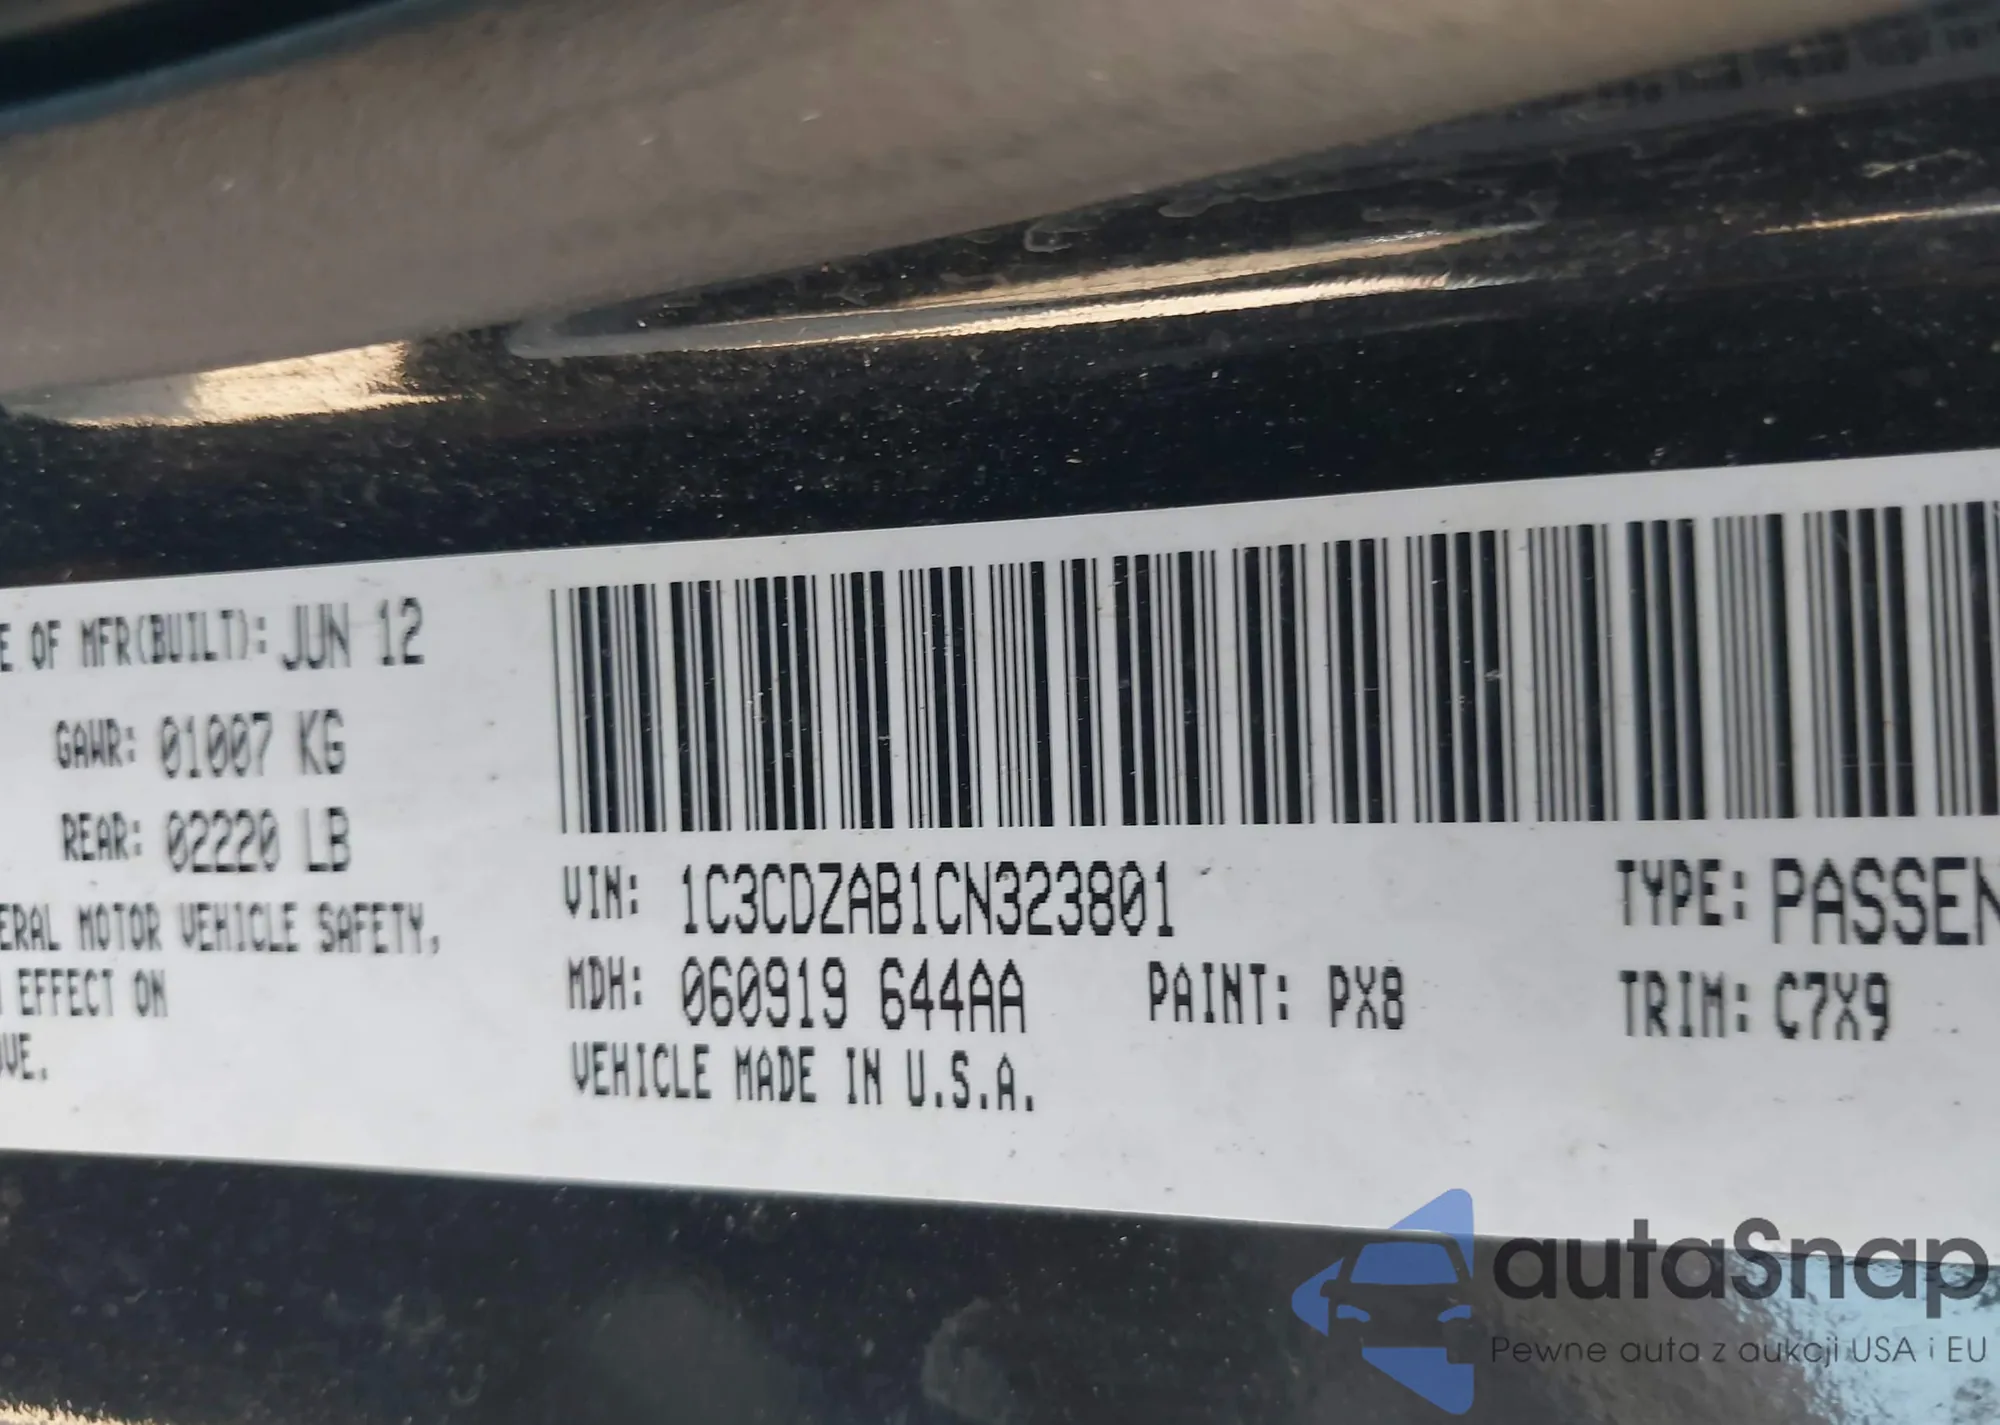 E OF MFR(BUILT): JUN 12
GAWR: 01007 KG
REAR: 02220 LB
ERAL MOTOR VEHICLE SAFETY,
EFFECT ON
OVE.
VIN: 1C3CDZAB1CN323801
TYPE: PASSEN
MDH: 060919 644AA
PAINT: PX8
TRIM: C7X9
VEHICLE MADE IN U.S.A.
autaSnap
Pewne auta z aukcji USA i EU